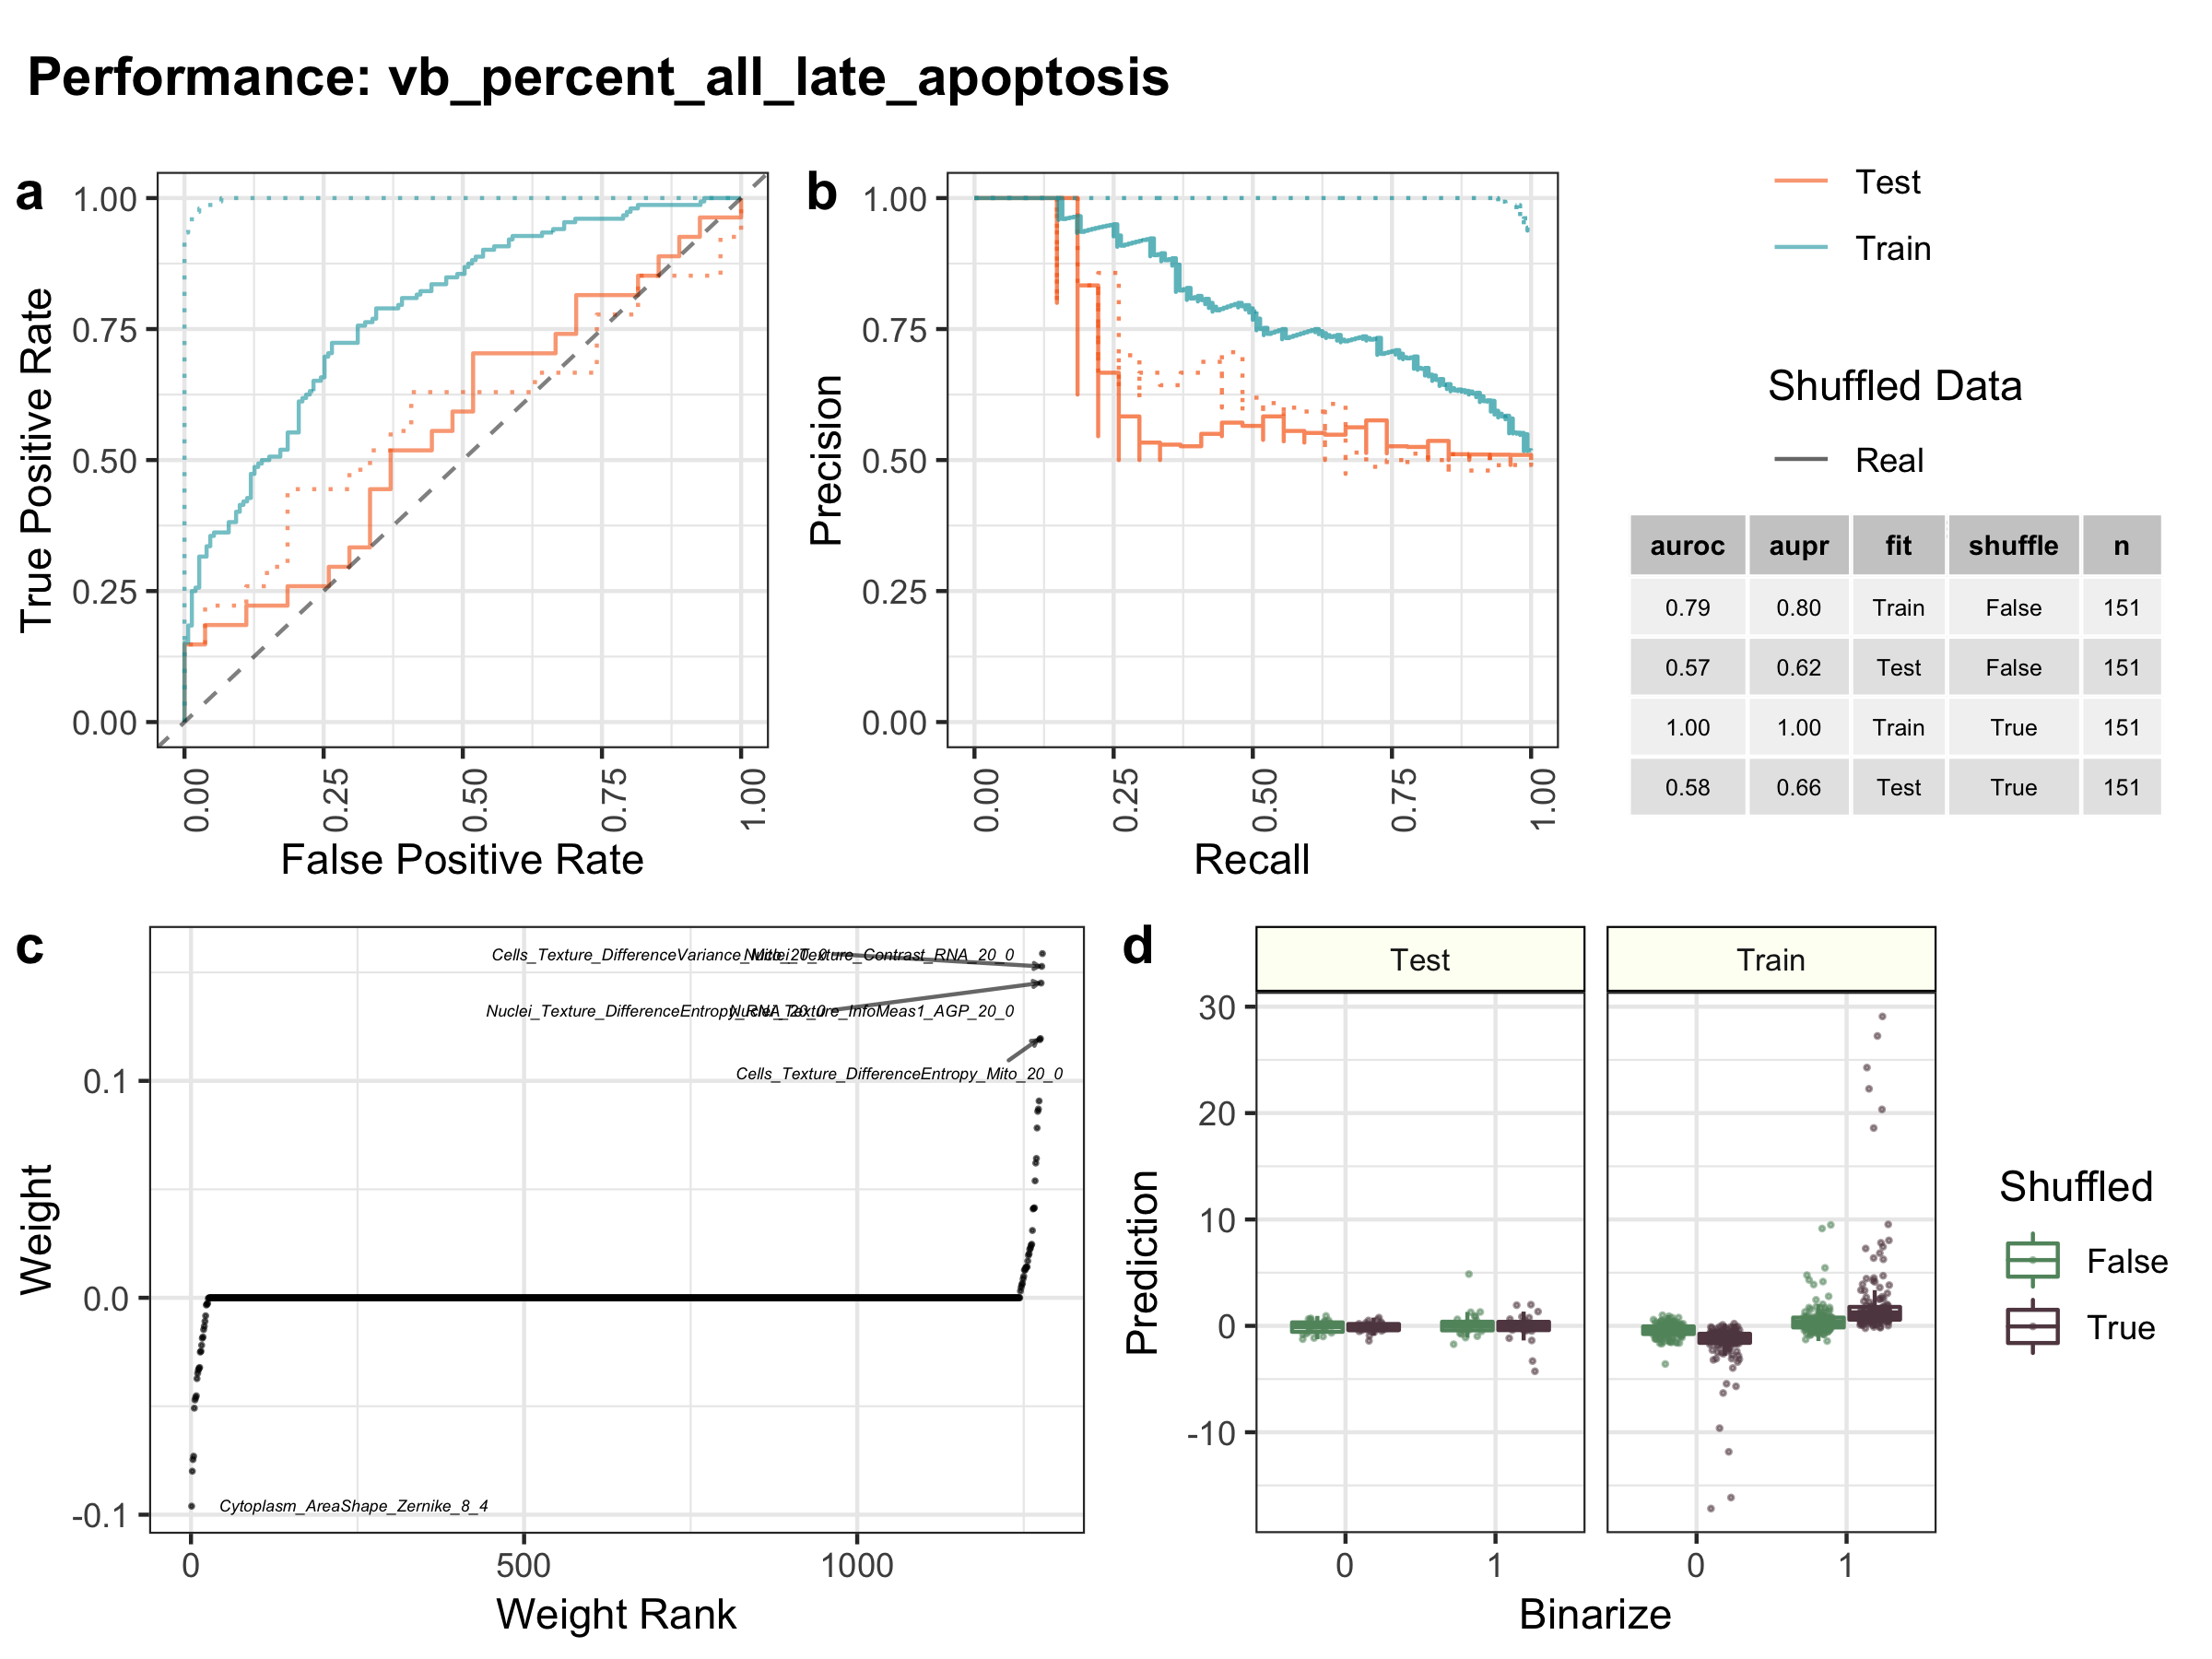 Performance: vb_percent_all_late_apoptosis
a
True Positive Rate
1.00
0.75
0.50
0.25
0.00
0.00
0.25
0.50
0.75
1.00
False Positive Rate
b
Precision
1.00
0.75
0.50
0.25
0.00
0.00
0.25
0.50
0.75
1.00
Recall
Test
Train
Shuffled Data
Real
auroc aupr fit shuffle n
0.79 0.80 Train False 151
0.57 0.62 Test False 151
1.00 1.00 Train True 151
0.58 0.66 Test True 151
c
Weight
0.1
0.0
-0.1
Cells_Texture_DifferenceVariance_Mito_20_0
Nuclei_Texture_Contrast_RNA_20_0
Nuclei_Texture_DifferenceEntropy_RNA_20_0
Nuclei_Texture_InfoMeas1_AGP_20_0
Cells_Texture_DifferenceEntropy_Mito_20_0
Cytoplasm_AreaShape_Zernike_8_4
0
500
1000
Weight Rank
d
Test
Train
Prediction
30
20
10
0
-10
0
1
0
1
Binarize
Shuffled
False
True